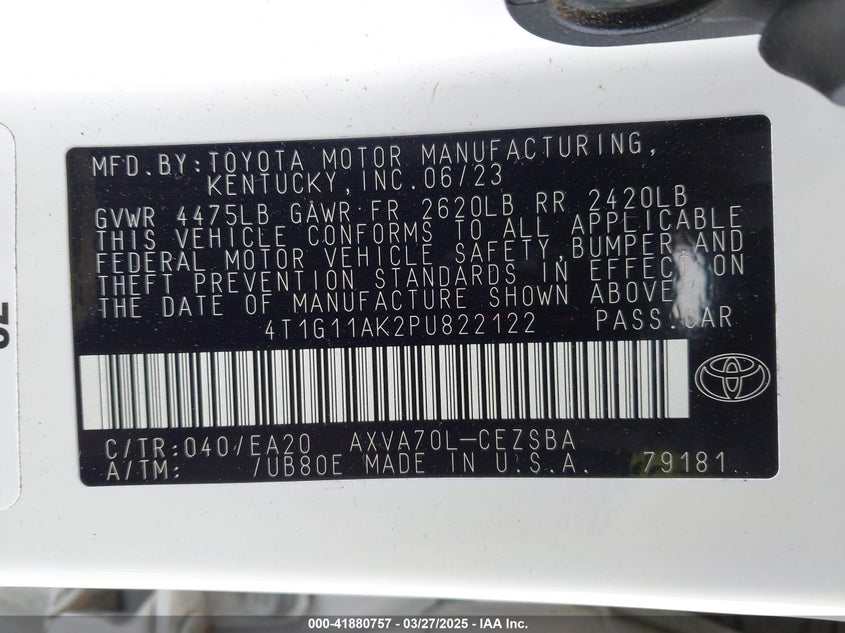 MFD.BY:TOYOTA MOTOR MANUFACTURING,
KENTUCKY,INC.06/23
GVWR 4475LB GAWR FR 2620LB RR 2420LB
THIS VEHICLE CONFORMS TO ALL APPLICABLE
FEDERAL MOTOR VEHICLE SAFETY,BUMPER,AND
THEFT PREVENTION STANDARDS IN EFFECT ON
THE DATE OF MANUFACTURE SHOWN ABOVE.
4T1G11AK2PU822122 PASS.CAR
C/TR:040/EA20 AXVA70L-CEZSBA
A/TM: /UB80E MADE IN U.S.A. 79181
000-41880757 — 03/27/2025 - IAA Inc.